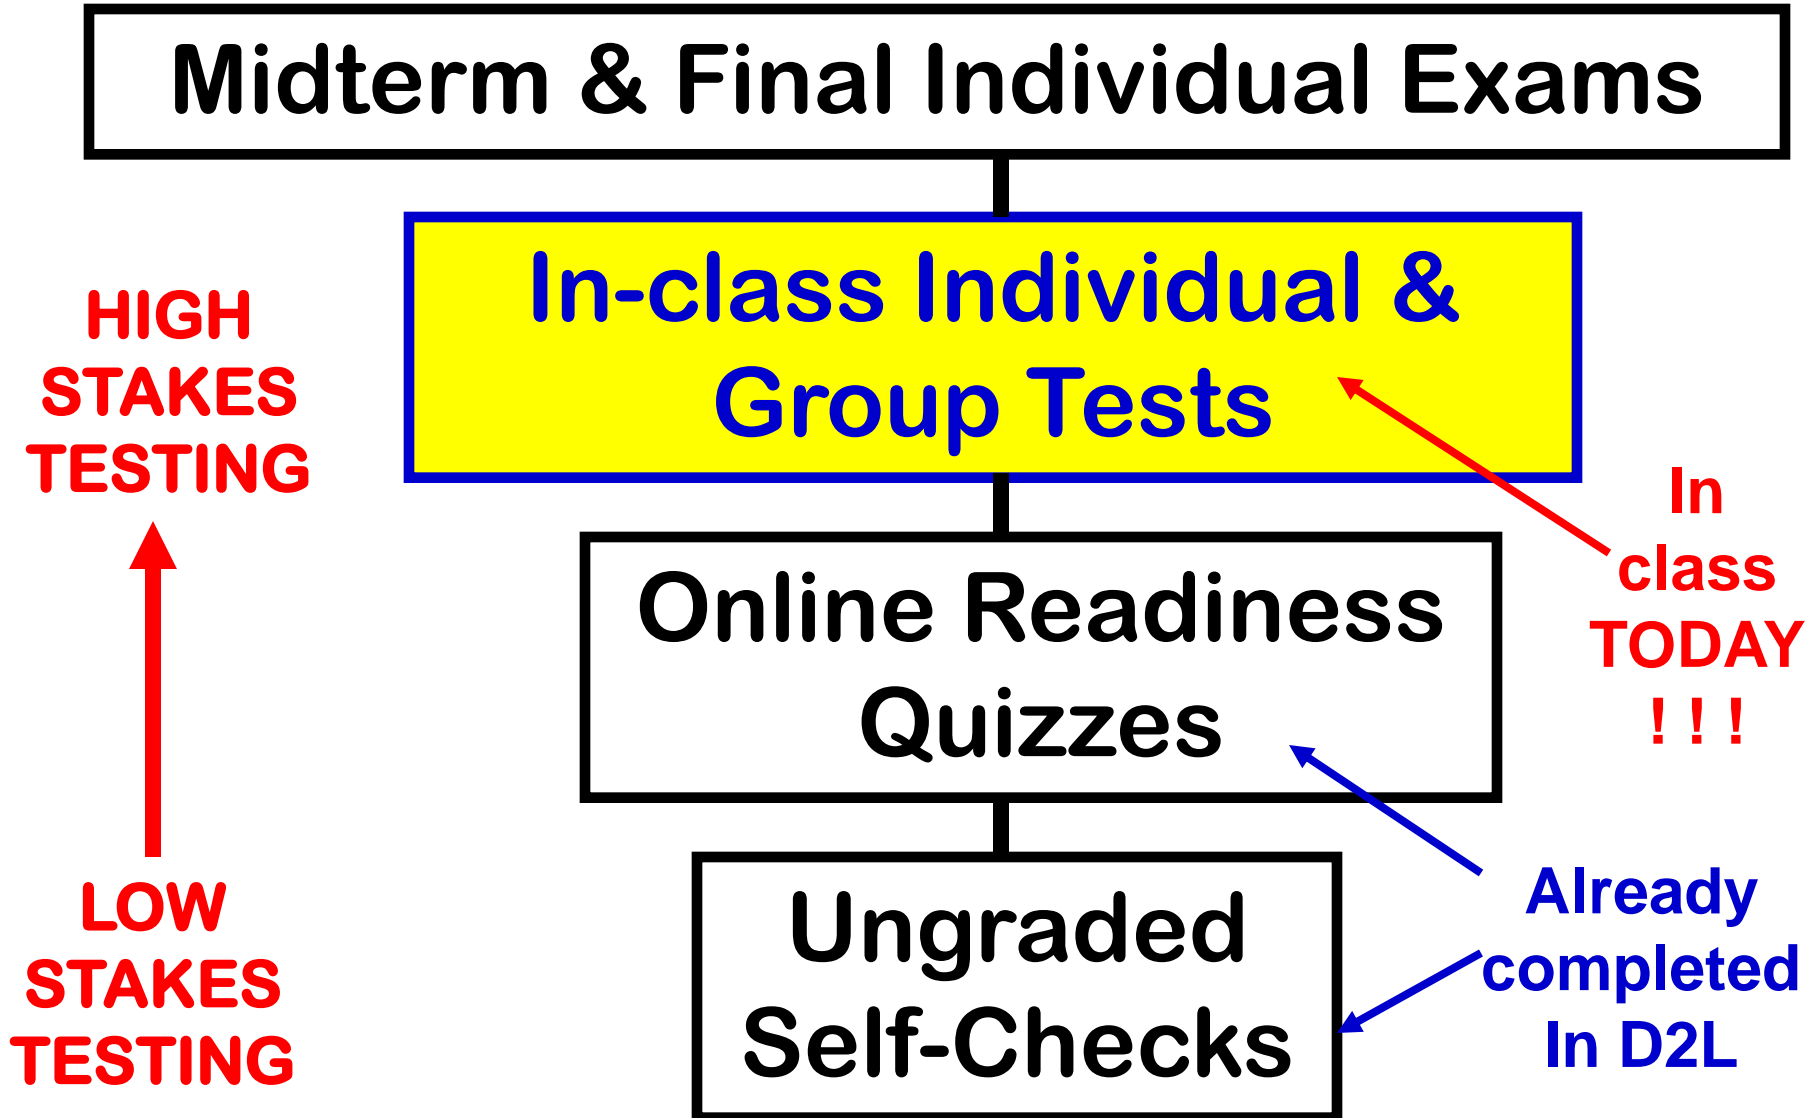 Midterm & Final Individual Exams
In-class Individual &
Group Tests
HIGH
STAKES
TESTING
In
class
TODAY
! ! !
Online Readiness
Quizzes
LOW
STAKES
TESTING
Ungraded
Self-Checks
Already
completed
In D2L